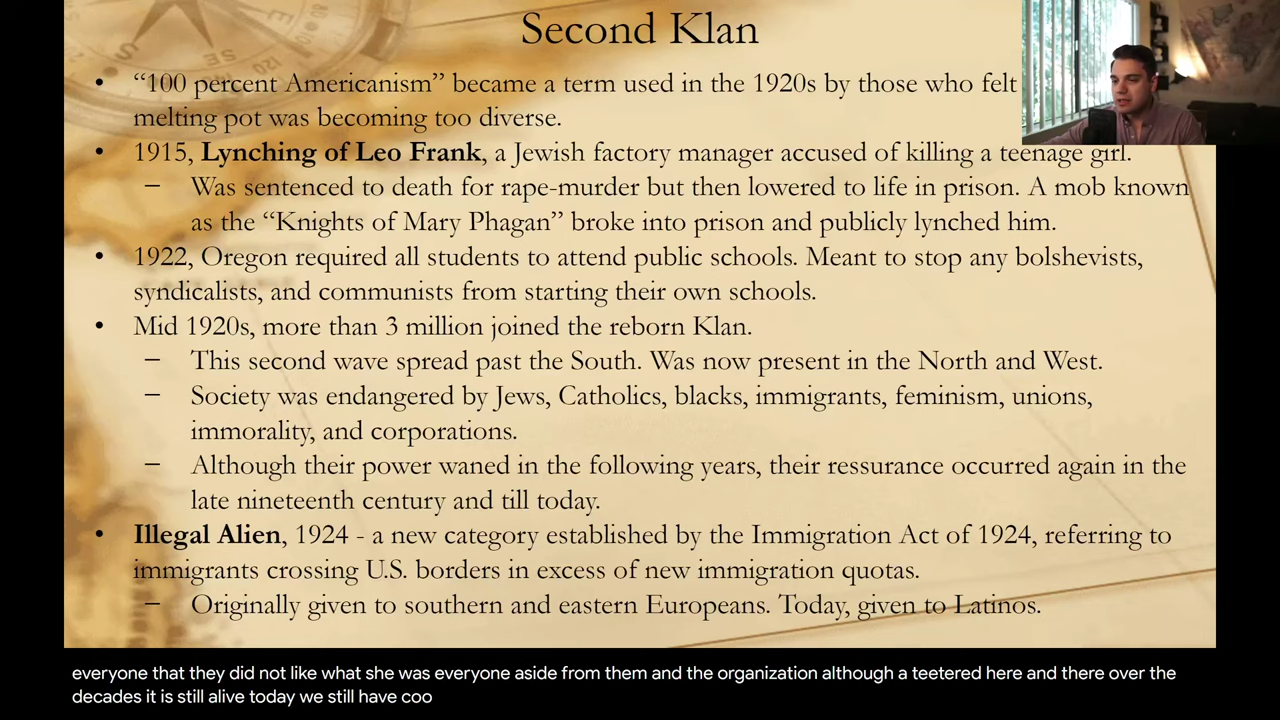 Second Klan
• “100 percent Americanism” became a term used in the 1920s by those who felt
melting pot was becoming too diverse.
• 1915, Lynching of Leo Frank, a Jewish factory manager accused of killing a teenage girl.
– Was sentenced to death for rape-murder but then lowered to life in prison. A mob known
as the “Knights of Mary Phagan” broke into prison and publicly lynched him.
• 1922, Oregon required all students to attend public schools. Meant to stop any bolshevists,
syndicalists, and communists from starting their own schools.
• Mid 1920s, more than 3 million joined the reborn Klan.
– This second wave spread past the South. Was now present in the North and West.
– Society was endangered by Jews, Catholics, blacks, immigrants, feminism, unions,
immorality, and corporations.
– Although their power waned in the following years, their ressurance occurred again in the
late nineteenth century and till today.
• Illegal Alien, 1924 - a new category established by the Immigration Act of 1924, referring to
immigrants crossing U.S. borders in excess of new immigration quotas.
– Originally given to southern and eastern Europeans. Today, given to Latinos.
everyone that they did not like what she was everyone aside from them and the organization although a teetered here and there over the
decades it is still alive today we still have coo